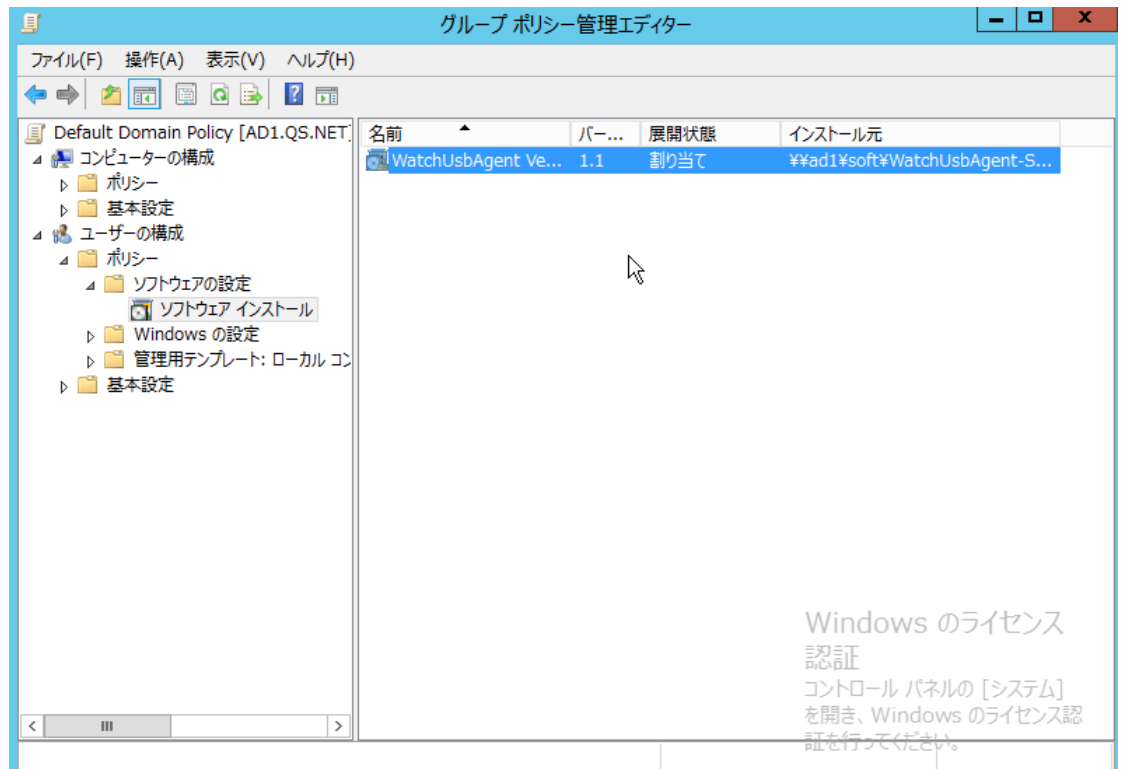 グループ ポリシー管理エディター
ファイル(F) 操作(A) 表示(V) ヘルプ(H)
Default Domain Policy [AD1.QS.NET]
コンピューターの構成
ポリシー
基本設定
ユーザーの構成
ポリシー
ソフトウェアの設定
ソフトウェア インストール
Windows の設定
管理用テンプレート: ローカル コン
基本設定
名前 バー... 展開状態 インストール元
WatchUsbAgent Ve... 1.1 割り当て ¥¥ad1¥soft¥WatchUsbAgent-S...
Windows のライセンス
認証
コントロール パネルの [システム]
を開き、Windows のライセンス認
証を行ってください。